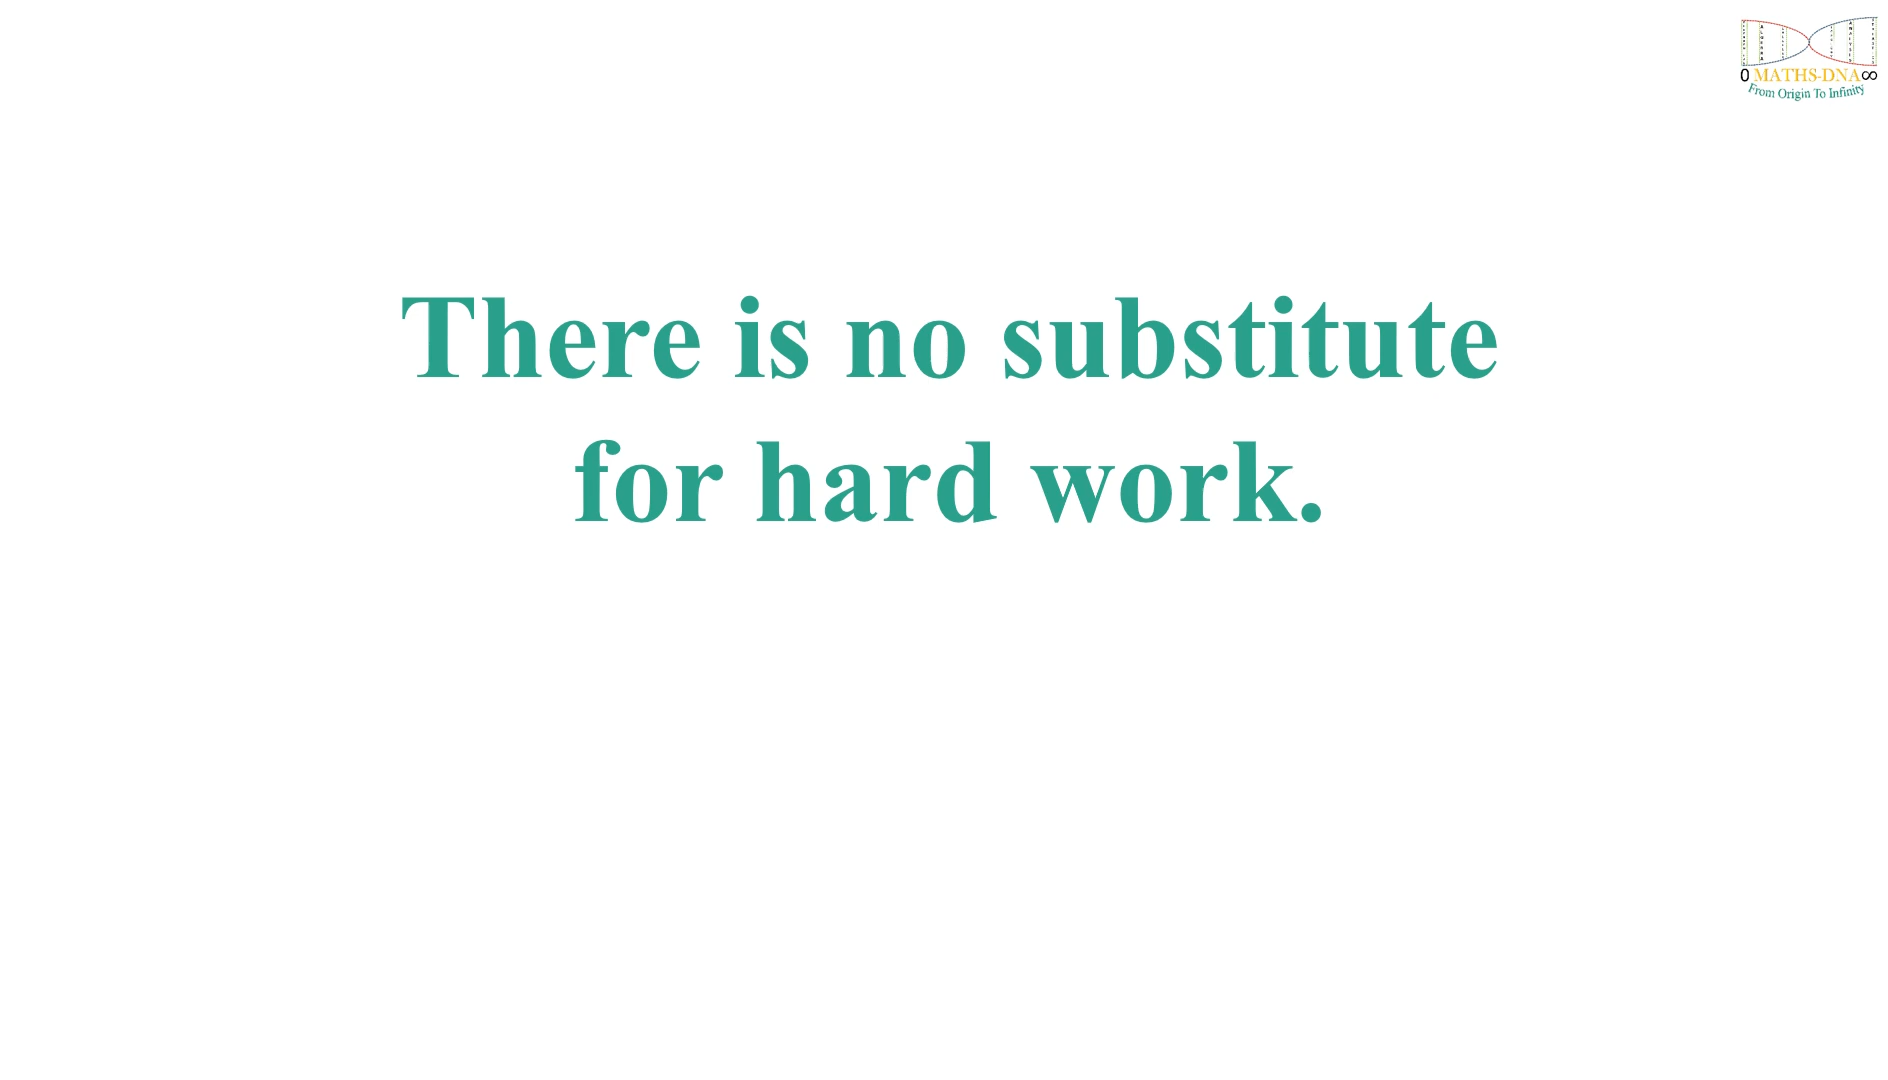 0 MATHS-DNA∞
From Origin To Infinity
There is no substitute
for hard work.